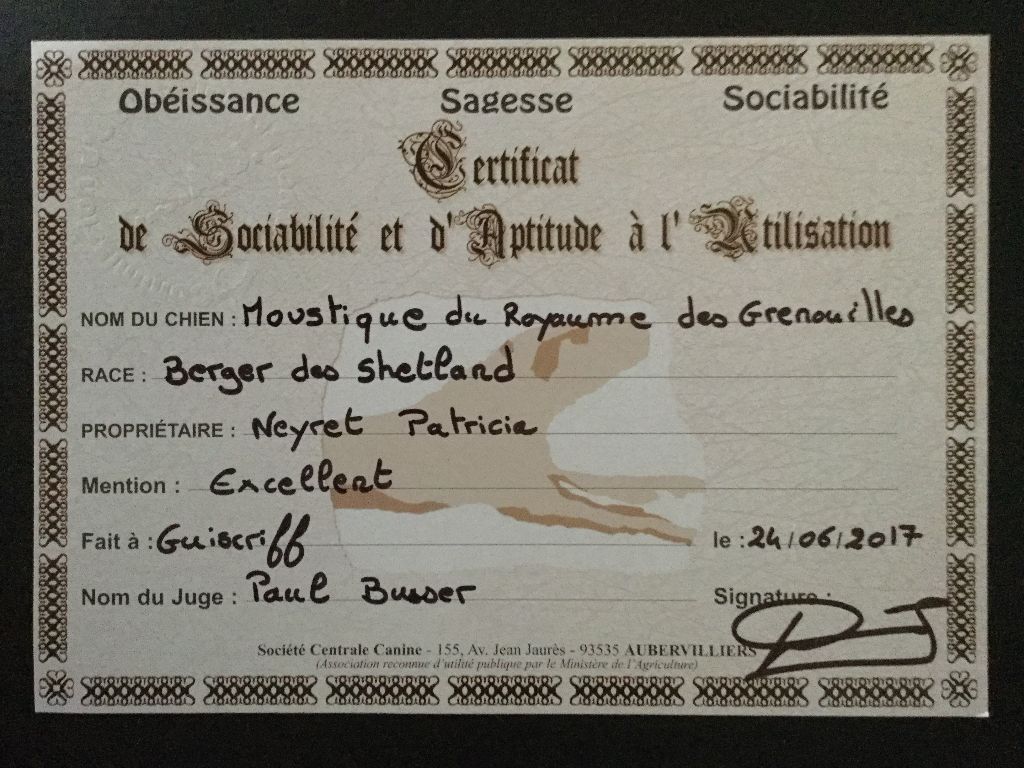 Obéissance Sagesse Sociabilité
Certificat
de Sociabilité et d'Aptitude à l'Utilisation
NOM DU CHIEN : Moustique du Royaume des Grenouilles
RACE : Berger des Shetland
PROPRIÉTAIRE : Neyret Patricia
Mention : Excellent
Fait à : Guiscriff le : 24/06/2017
Nom du Juge : Paul Busser Signature :
Société Centrale Canine - 155, Av. Jean Jaurès - 93535 AUBERVILLIERS
(Association reconnue d'utilité publique par le Ministère de l'Agriculture)